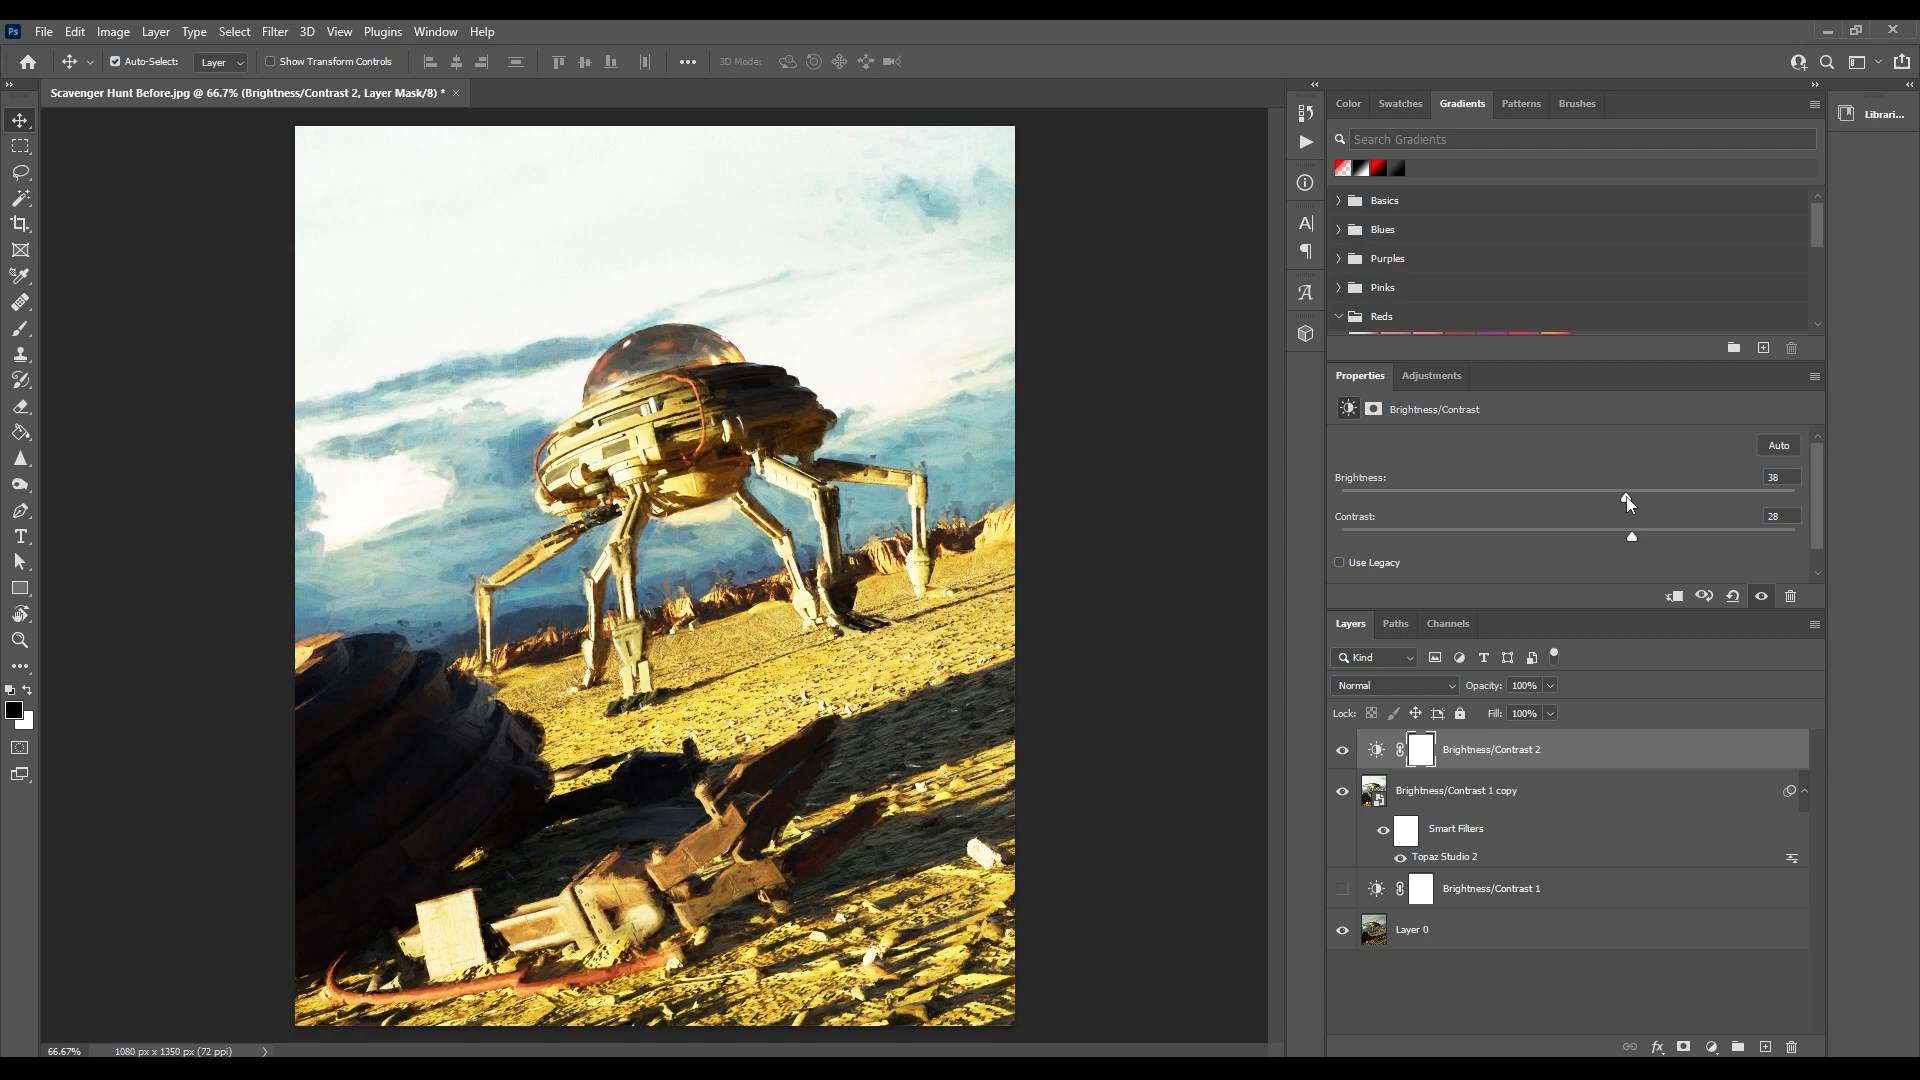 Ps File Edit Image Layer Type Select Filter 3D View Plugins Window Help
Auto-Select: Layer Show Transform Controls 3D Mode:
Scavenger Hunt Before.jpg @ 66.7% (Brightness/Contrast 2, Layer Mask/8) * ×
Color Swatches Gradients Patterns Brushes
Librari...
Search Gradients
Basics
Blues
Purples
Pinks
Reds
Properties Adjustments
Brightness/Contrast
Auto
Brightness: 38
Contrast: 28
Use Legacy
Layers Paths Channels
Kind
Normal Opacity: 100%
Lock: Fill: 100%
Brightness/Contrast 2
Brightness/Contrast 1 copy
Smart Filters
Topaz Studio 2
Brightness/Contrast 1
Layer 0
fx
66.67% 1080 px x 1350 px (72 ppi)